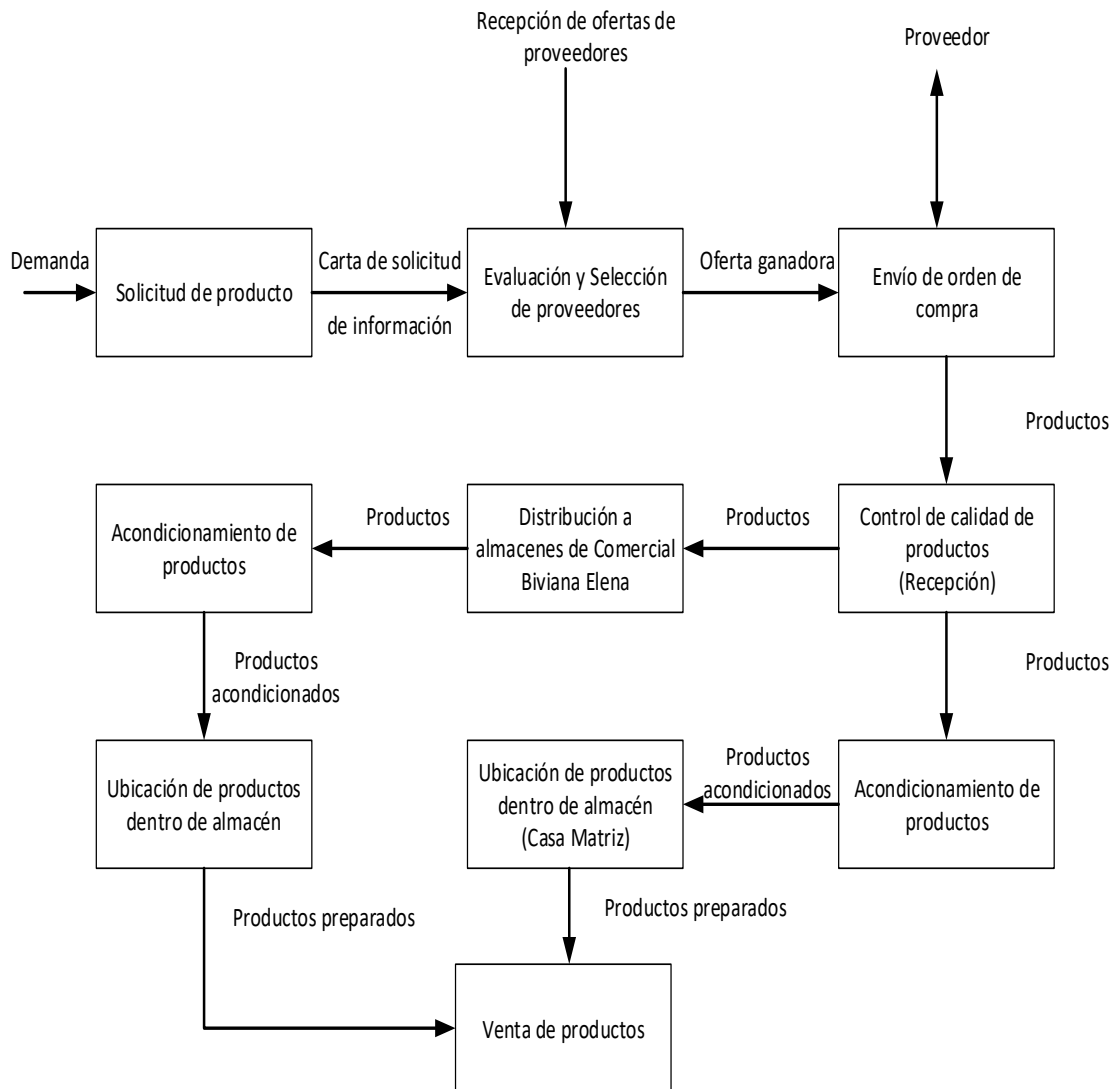 Recepción de ofertas de
proveedores
Proveedor
Demanda
Solicitud de producto
Carta de solicitud
de información
Evaluación y Selección
de proveedores
Oferta ganadora
Envío de orden de
compra
Productos
Acondicionamiento de
productos
Productos
Distribución a
almacenes de Comercial
Biviana Elena
Productos
Control de calidad de
productos
(Recepción)
Productos
acondicionados
Productos
Ubicación de productos
dentro de almacén
Ubicación de productos
dentro de almacén
(Casa Matriz)
Productos
acondicionados
Acondicionamiento de
productos
Productos preparados
Productos preparados
Venta de productos